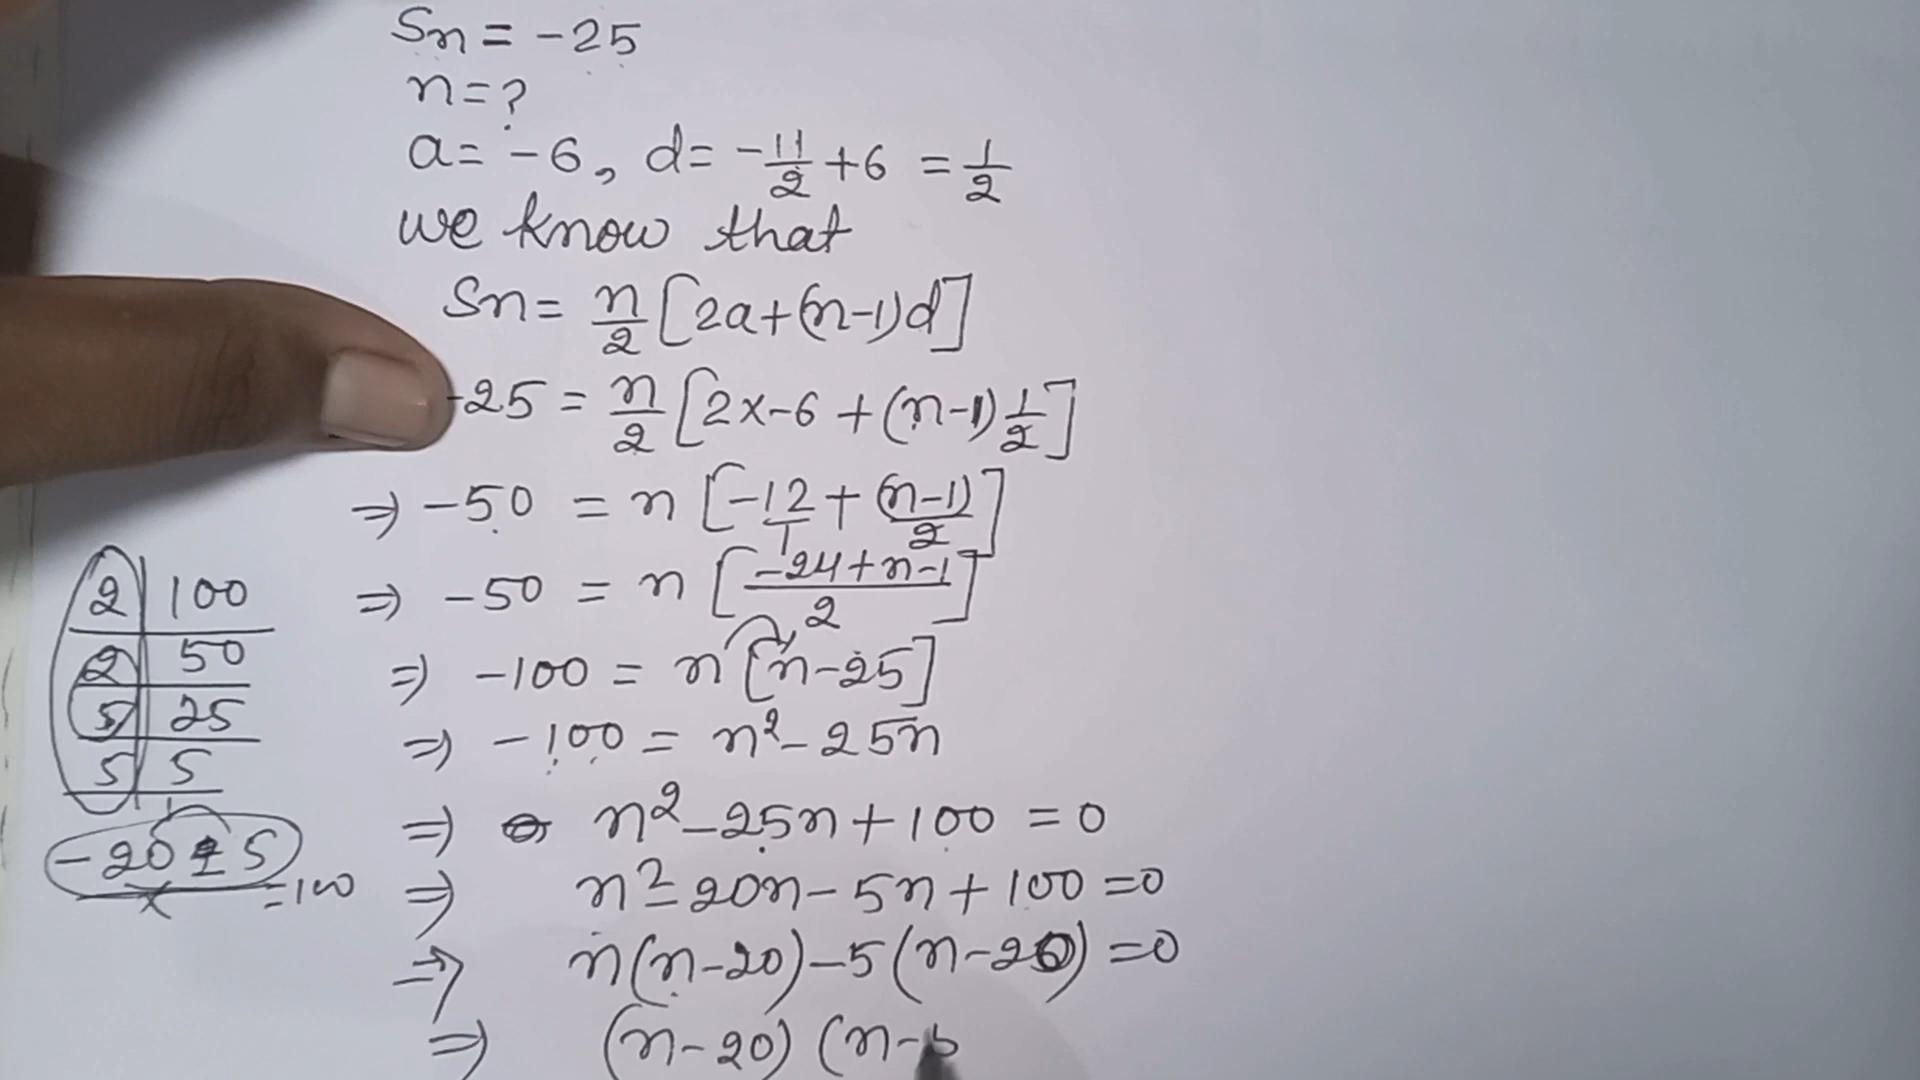 Sn = -25
n = ?
a = -6, d = -11/2 + 6 = 1/2
we know that
Sn = n/2 [2a+(n-1)d]
-25 = n/2 [2x-6 + (n-1) 1/2]
⇒ -50 = n [-12/1 + (n-1)/2]
⇒ -50 = n [(-24+n-1)/2]
⇒ -100 = n [n-25]
⇒ -100 = n² - 25n
⇒ n² - 25n + 100 = 0
⇒ n² - 20n - 5n + 100 = 0
⇒ n(n-20) - 5(n-20) = 0
⇒ (n-20) (n-5
2 | 100
2 | 50
5 | 25
5 | 5
1
-20 5
x = 100